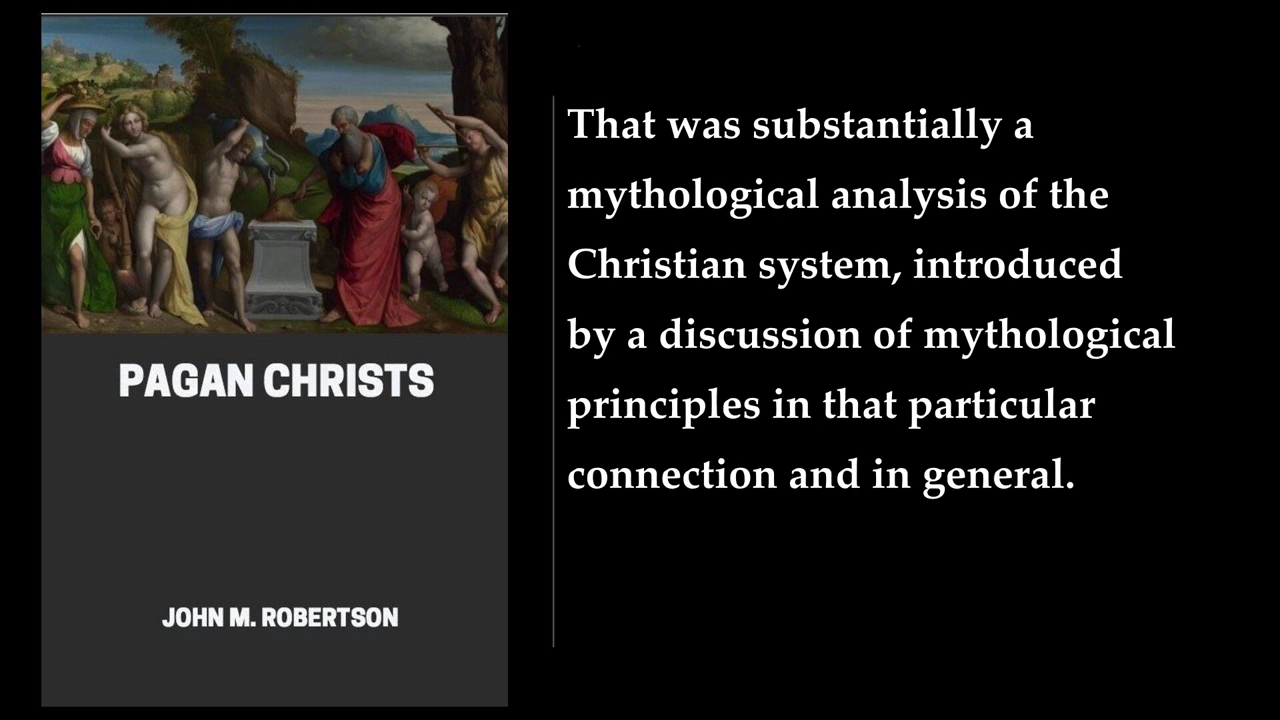 PAGAN CHRISTS
JOHN M. ROBERTSON
That was substantially a
mythological analysis of the
Christian system, introduced
by a discussion of mythological
principles in that particular
connection and in general.